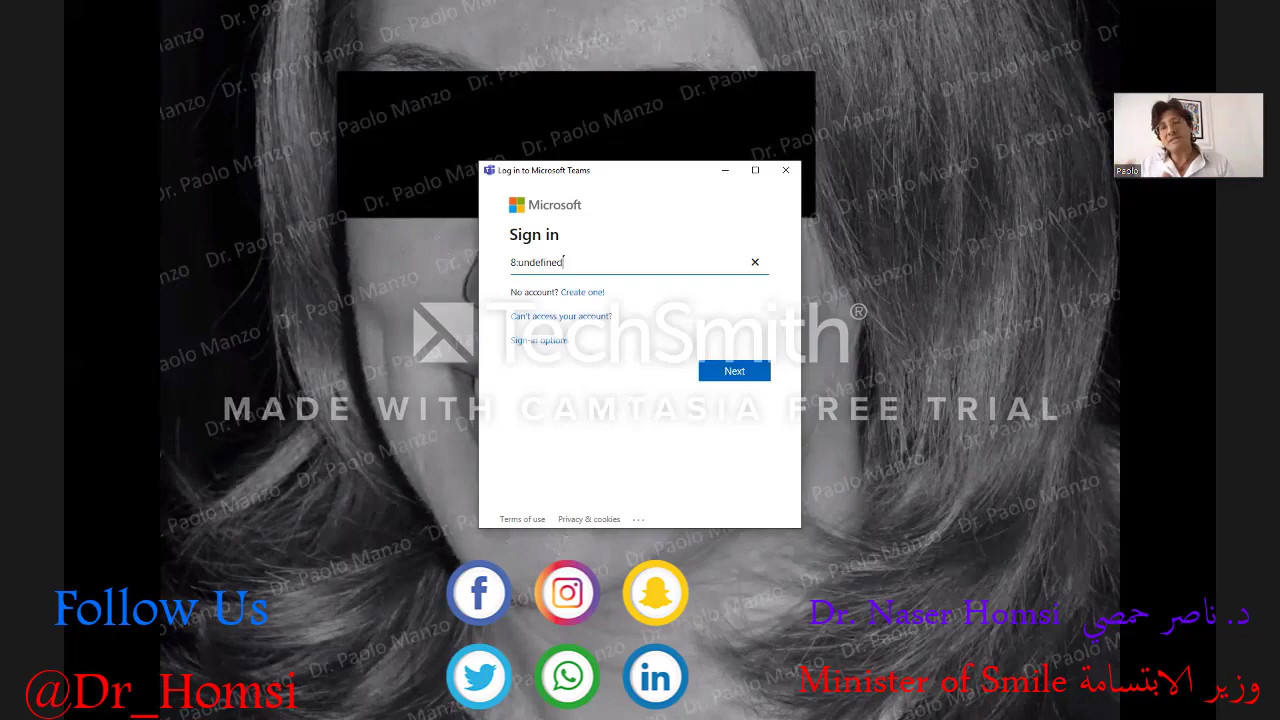 Dr. Paolo Manzo
Paolo
Log in to Microsoft Teams
Microsoft
Sign in
8:undefined
No account? Create one!
Can't access your account?
Sign-in options
Next
TechSmith®
MADE WITH CAMTASIA FREE TRIAL
Terms of use Privacy & cookies ...
Follow Us
@Dr_Homsi
Dr. Naser Homsi د. ناصر حمصي
Minister of Smile وزير الابتسامة